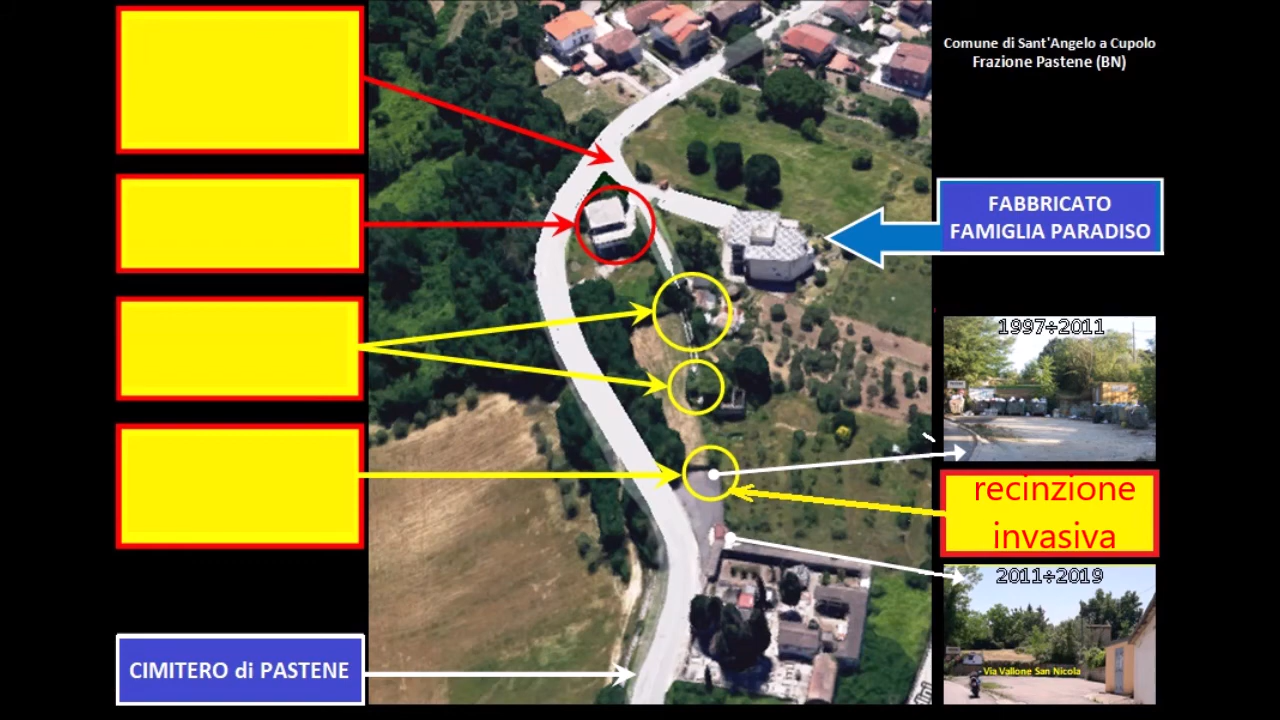 Comune di Sant'Angelo a Cupolo
Frazione Pastene (BN)
FABBRICATO
FAMIGLIA PARADISO
1997÷2011
recinzione
invasiva
2011÷2019
Via Vallone San Nicola
CIMITERO di PASTENE